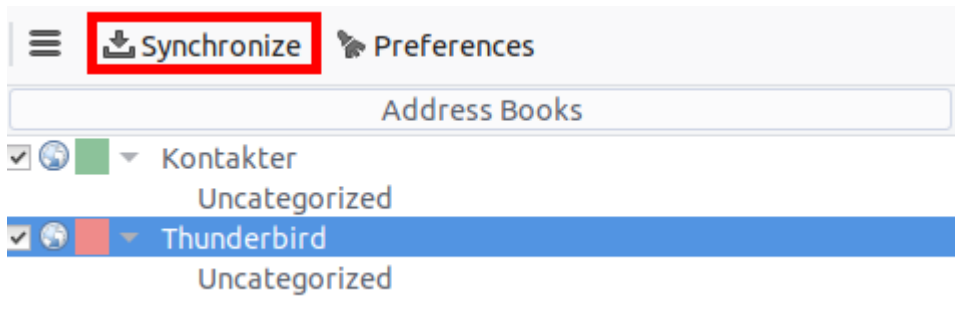 Synchronize Preferences
Address Books
Kontakter
Uncategorized
Thunderbird
Uncategorized